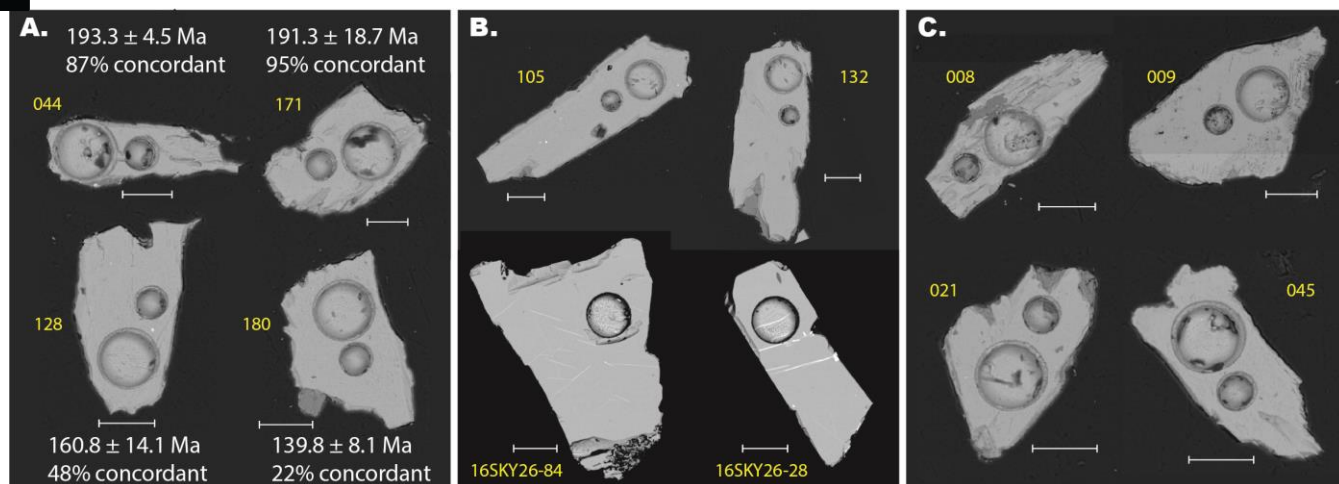 A.
193.3 ± 4.5 Ma
87% concordant
191.3 ± 18.7 Ma
95% concordant
044
171
128
180
160.8 ± 14.1 Ma
48% concordant
139.8 ± 8.1 Ma
22% concordant
B.
105
132
16SKY26-84
16SKY26-28
C.
008
009
021
045